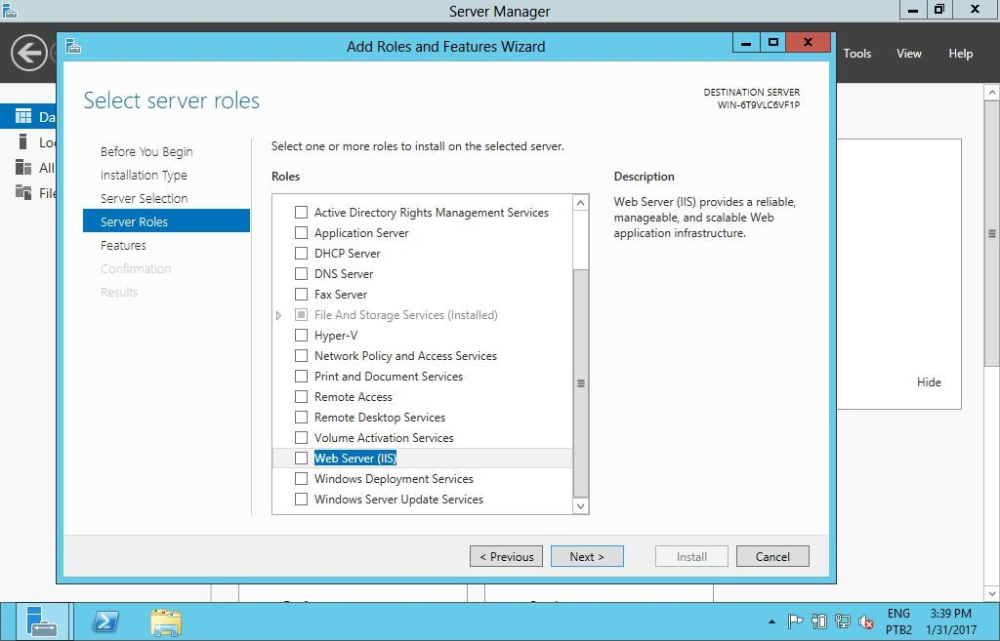 Server Manager
Add Roles and Features Wizard
Tools
View
Help
Select server roles
DESTINATION SERVER
WIN-6T9VLC6VF1P
Before You Begin
Installation Type
Server Selection
Server Roles
Features
Confirmation
Results
Select one or more roles to install on the selected server.
Roles
Active Directory Rights Management Services
Application Server
DHCP Server
DNS Server
Fax Server
File And Storage Services (Installed)
Hyper-V
Network Policy and Access Services
Print and Document Services
Remote Access
Remote Desktop Services
Volume Activation Services
Web Server (IIS)
Windows Deployment Services
Windows Server Update Services
Description
Web Server (IIS) provides a reliable,
manageable, and scalable Web
application infrastructure.
Hide
< Previous
Next >
Install
Cancel
ENG
PTB2
3:39 PM
1/31/2017